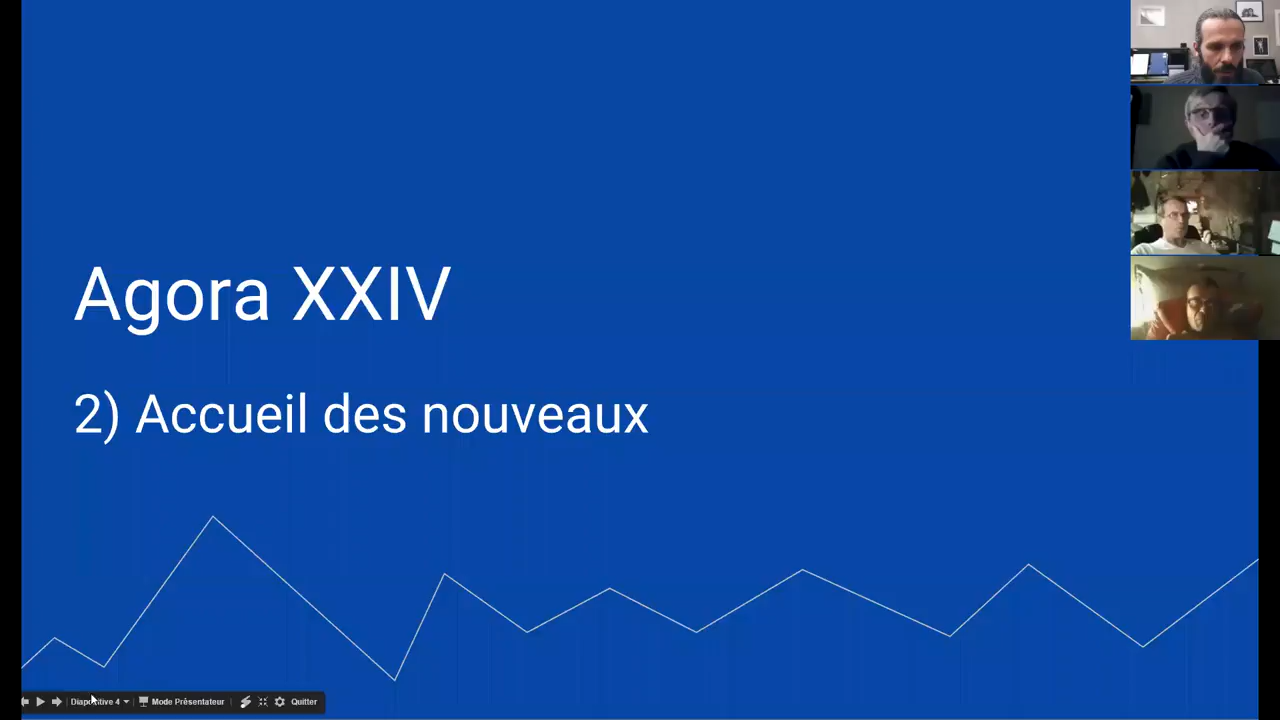 Agora XXIV
2) Accueil des nouveaux
Diapositive 4
Mode Présentateur
Quitter